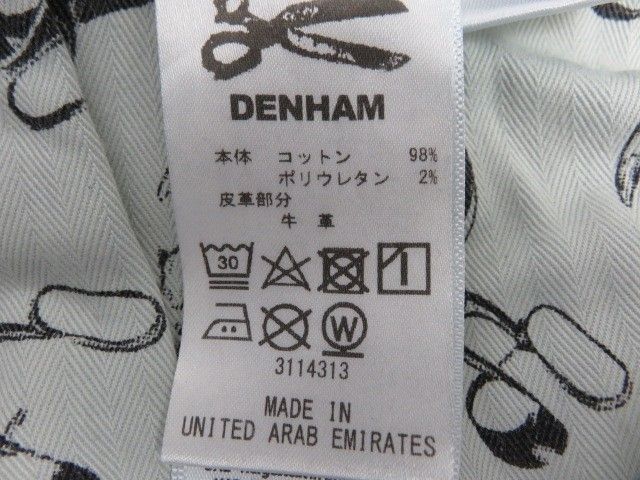 DENHAM
本体 コットン 98%
ポリウレタン 2%
皮革部分
牛 革
30
W
3114313
MADE IN
UNITED ARAB EMIRATES